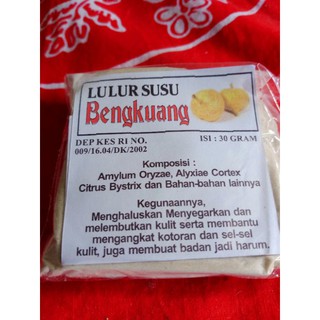 LULUR SUSU
Bengkuang
DEP KES RI NO.
009/16.04/DK/2002
ISI : 30 GRAM
Komposisi :
Amylum Oryzae, Alyxiae Cortex
Citrus Bystrix dan Bahan-bahan lainnya
Kegunaannya,
Menghaluskan Menyegarkan dan
melembutkan kulit serta membantu
mengangkat kotoran dan sel-sel
kulit, juga membuat badan jadi harum.